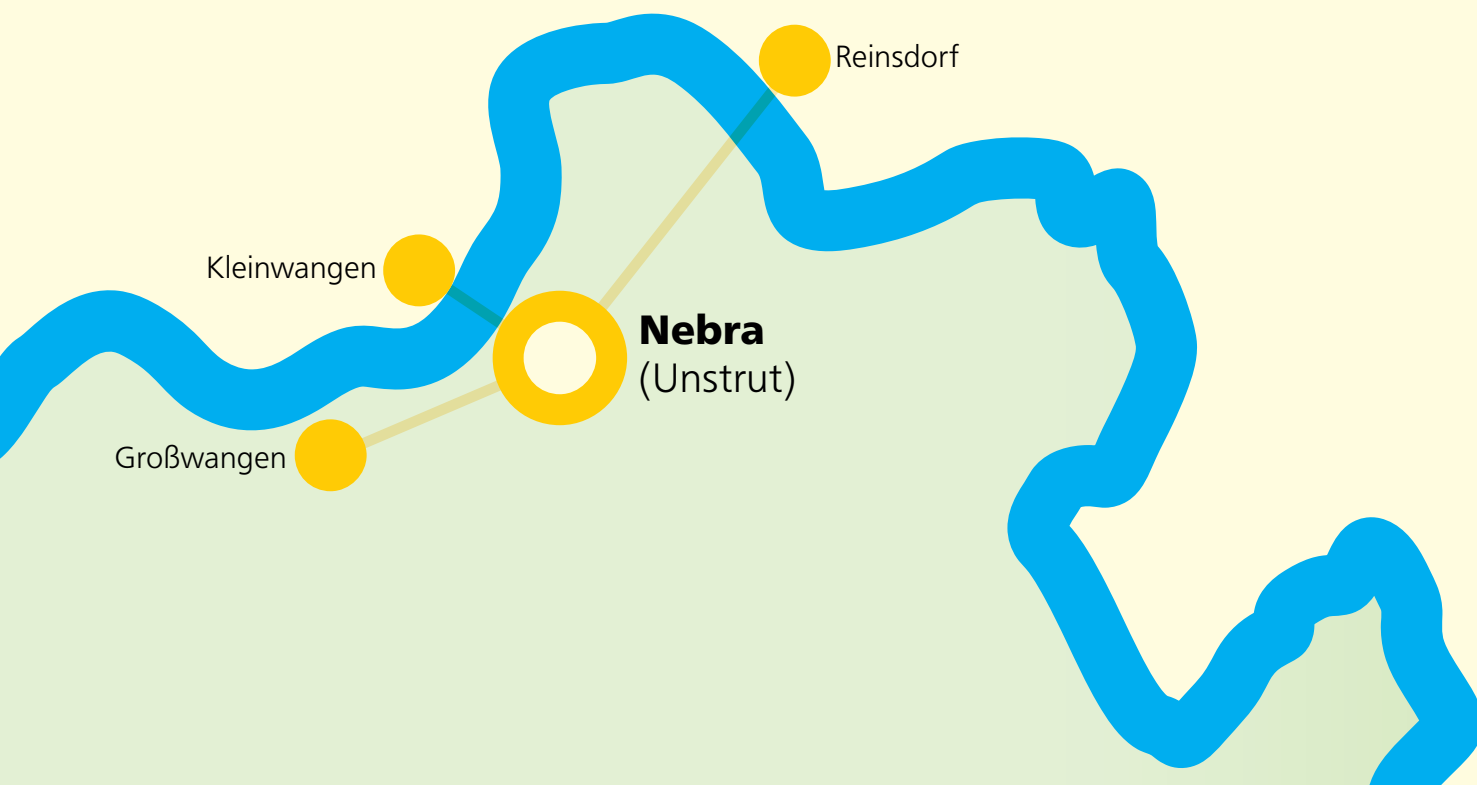 Reinsdorf
Kleinwangen
Nebra
(Unstrut)
Großwangen